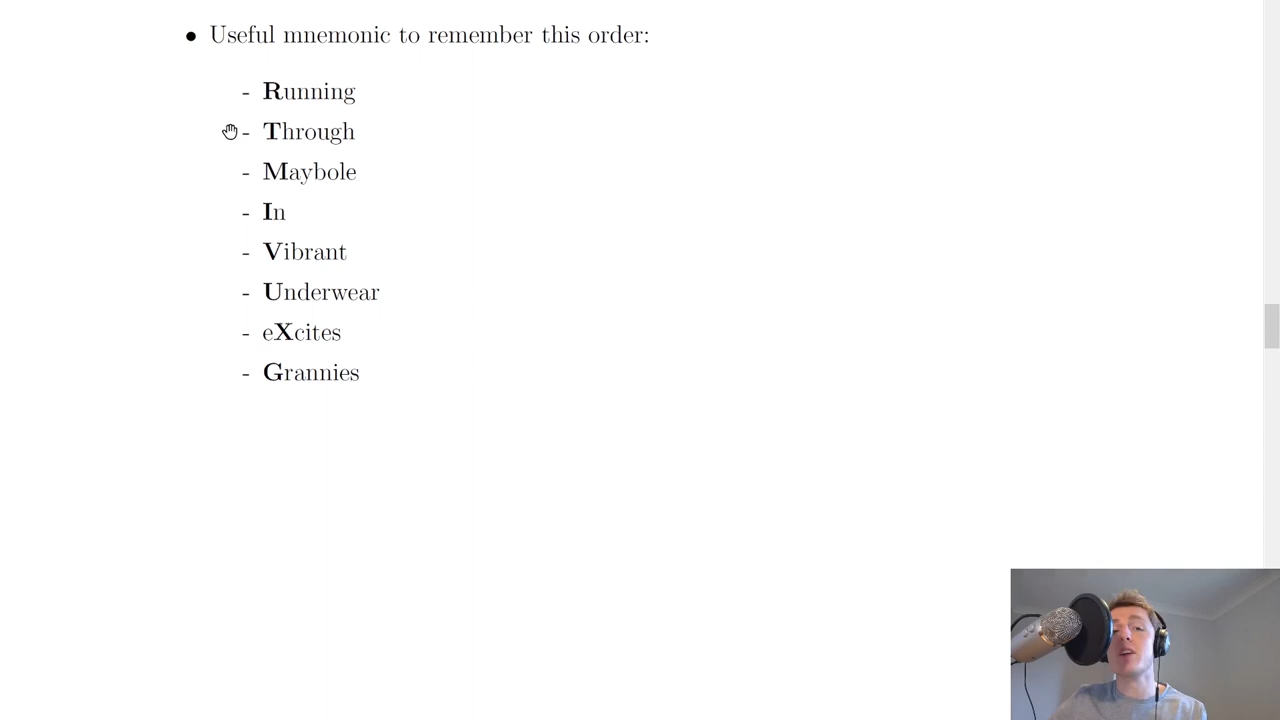 • Useful mnemonic to remember this order:
- Running
- Through
- Maybole
- In
- Vibrant
- Underwear
- eXcites
- Grannies